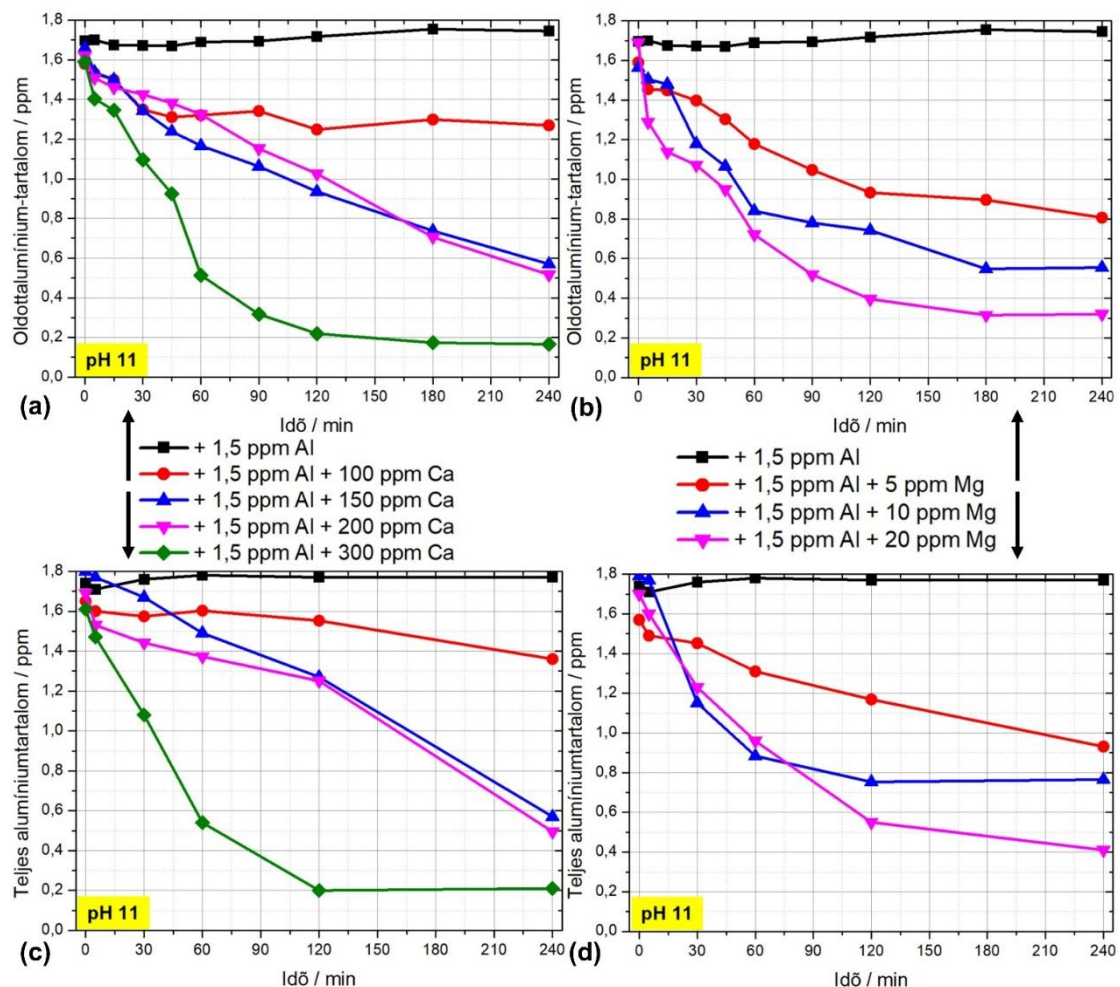 Oldottalumínium-tartalom / ppm
1,8
1,6
1,4
1,2
1,0
0,8
0,6
0,4
0,2
0,0
pH 11
0 30 60 90 120 150 180 210 240
(a)
Idõ / min
Oldottalumínium-tartalom / ppm
1,8
1,6
1,4
1,2
1,0
0,8
0,6
0,4
0,2
0,0
pH 11
0 30 60 90 120 150 180 210 240
(b)
Idõ / min
+ 1,5 ppm Al
+ 1,5 ppm Al + 100 ppm Ca
+ 1,5 ppm Al + 150 ppm Ca
+ 1,5 ppm Al + 200 ppm Ca
+ 1,5 ppm Al + 300 ppm Ca
+ 1,5 ppm Al
+ 1,5 ppm Al + 5 ppm Mg
+ 1,5 ppm Al + 10 ppm Mg
+ 1,5 ppm Al + 20 ppm Mg
Teljes alumíniumtartalom / ppm
1,8
1,6
1,4
1,2
1,0
0,8
0,6
0,4
0,2
0,0
pH 11
(c)
0 30 60 90 120 150 180 210 240
Idõ / min
Teljes alumíniumtartalom / ppm
1,8
1,6
1,4
1,2
1,0
0,8
0,6
0,4
0,2
0,0
pH 11
(d)
0 30 60 90 120 150 180 210 240
Idõ / min